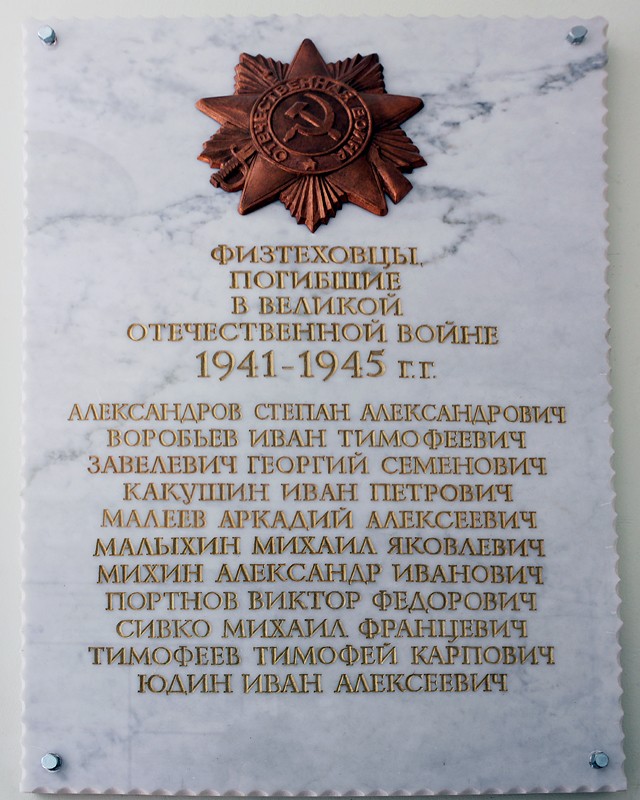 ОТЕЧЕСТВЕННАЯ ВОЙНА
ФИЗТЕХОВЦЫ,
ПОГИБШИЕ
В ВЕЛИКОЙ
ОТЕЧЕСТВЕННОЙ ВОЙНЕ
1941-1945 Г.Г.
АЛЕКСАНДРОВ СТЕПАН АЛЕКСАНДРОВИЧ
ВОРОБЬЕВ ИВАН ТИМОФЕЕВИЧ
ЗАВЕЛЕВИЧ ГЕОРГИЙ СЕМЕНОВИЧ
КАКУШИН ИВАН ПЕТРОВИЧ
МАЛЕЕВ АРКАДИЙ АЛЕКСЕЕВИЧ
МАЛЫХИН МИХАИЛ ЯКОВЛЕВИЧ
МИХИН АЛЕКСАНДР ИВАНОВИЧ
ПОРТНОВ ВИКТОР ФЕДОРОВИЧ
СИВКО МИХАИЛ ФРАНЦЕВИЧ
ТИМОФЕЕВ ТИМОФЕЙ КАРПОВИЧ
ЮДИН ИВАН АЛЕКСЕЕВИЧ